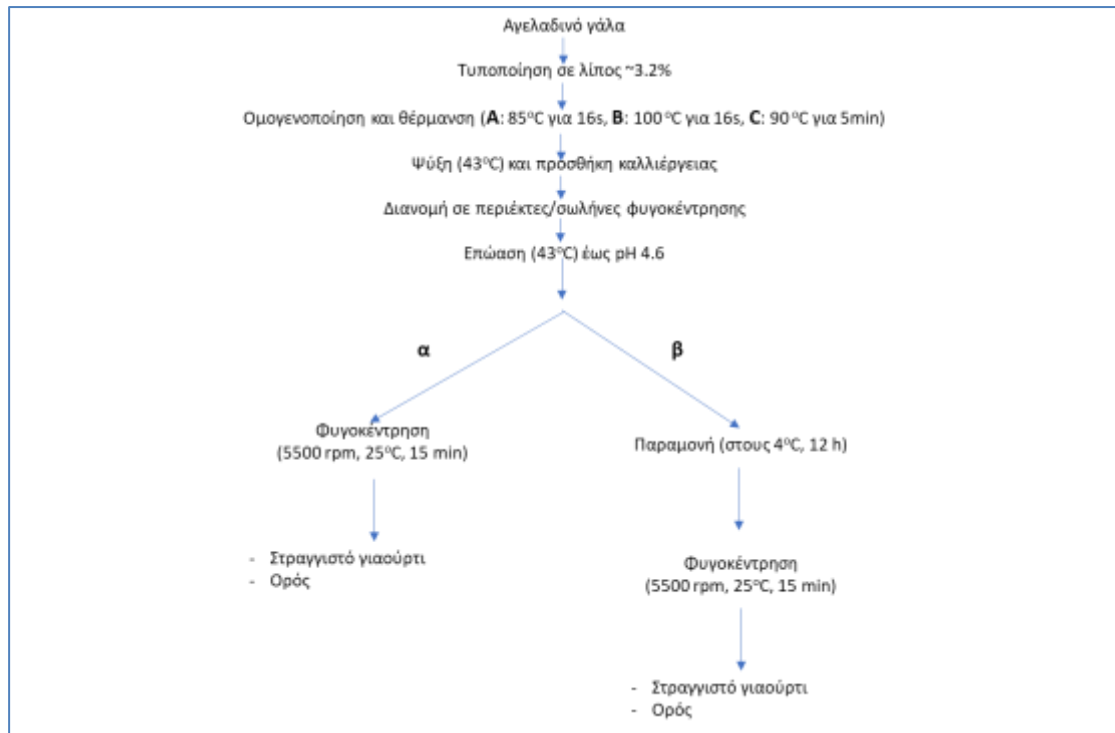 Αγελαδινό γάλα
Τυποποίηση σε λίπος ~3.2%
Ομογενοποίηση και θέρμανση (A: 85°C για 16s, B: 100 °C για 16s, C: 90 °C για 5min)
Ψύξη (43°C) και προσθήκη καλλιέργειας
Διανομή σε περιέκτες/σωλήνες φυγοκέντρησης
Επώαση (43°C) έως pH 4.6
α
β
Φυγοκέντρηση
(5500 rpm, 25°C, 15 min)
Παραμονή (στους 4°C, 12 h)
- Στραγγιστό γιαούρτι
- Ορός
Φυγοκέντρηση
(5500 rpm, 25°C, 15 min)
- Στραγγιστό γιαούρτι
- Ορός